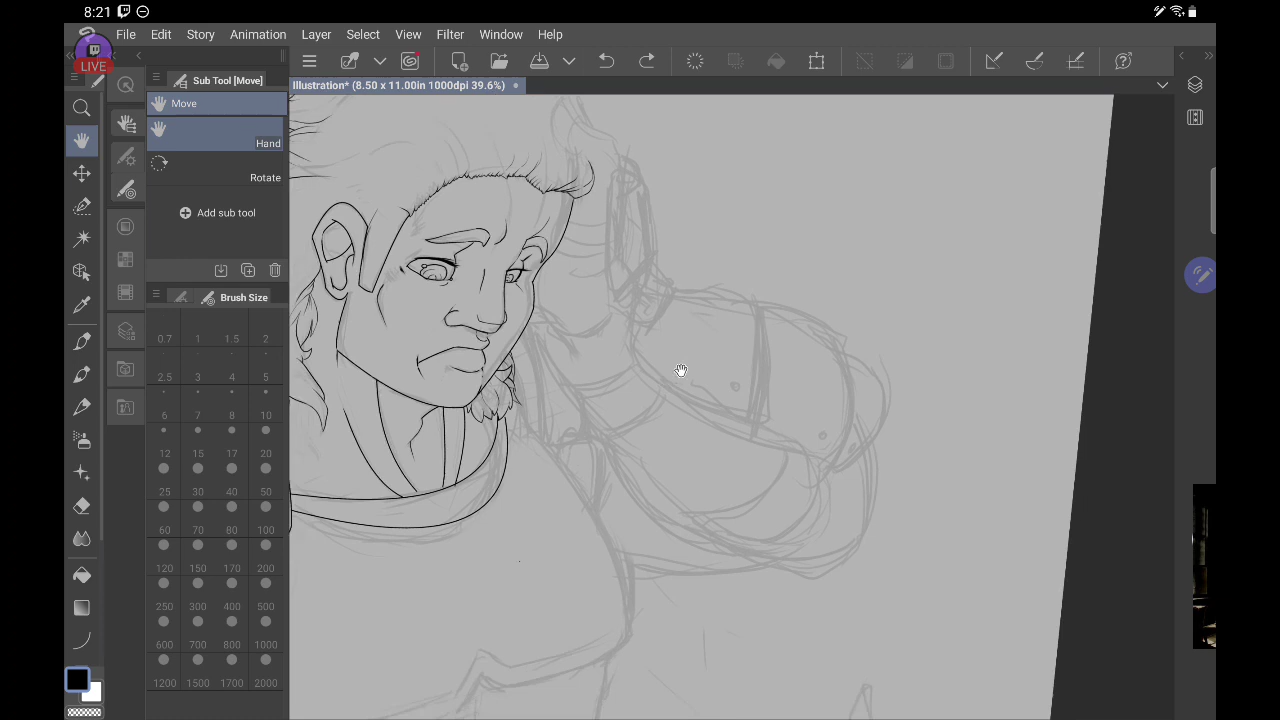 8:21
File Edit Story Animation Layer Select View Filter Window Help
LIVE
Sub Tool [Move]
Illustration* (8.50 x 11.00in 1000dpi 39.6%)
Move
Hand
Rotate
Add sub tool
Brush Size
0.7 1 1.5 2
2.5 3 4 5
6 7 8 10
12 15 17 20
25 30 40 50
60 70 80 100
120 150 170 200
250 300 400 500
600 700 800 1000
1200 1500 1700 2000